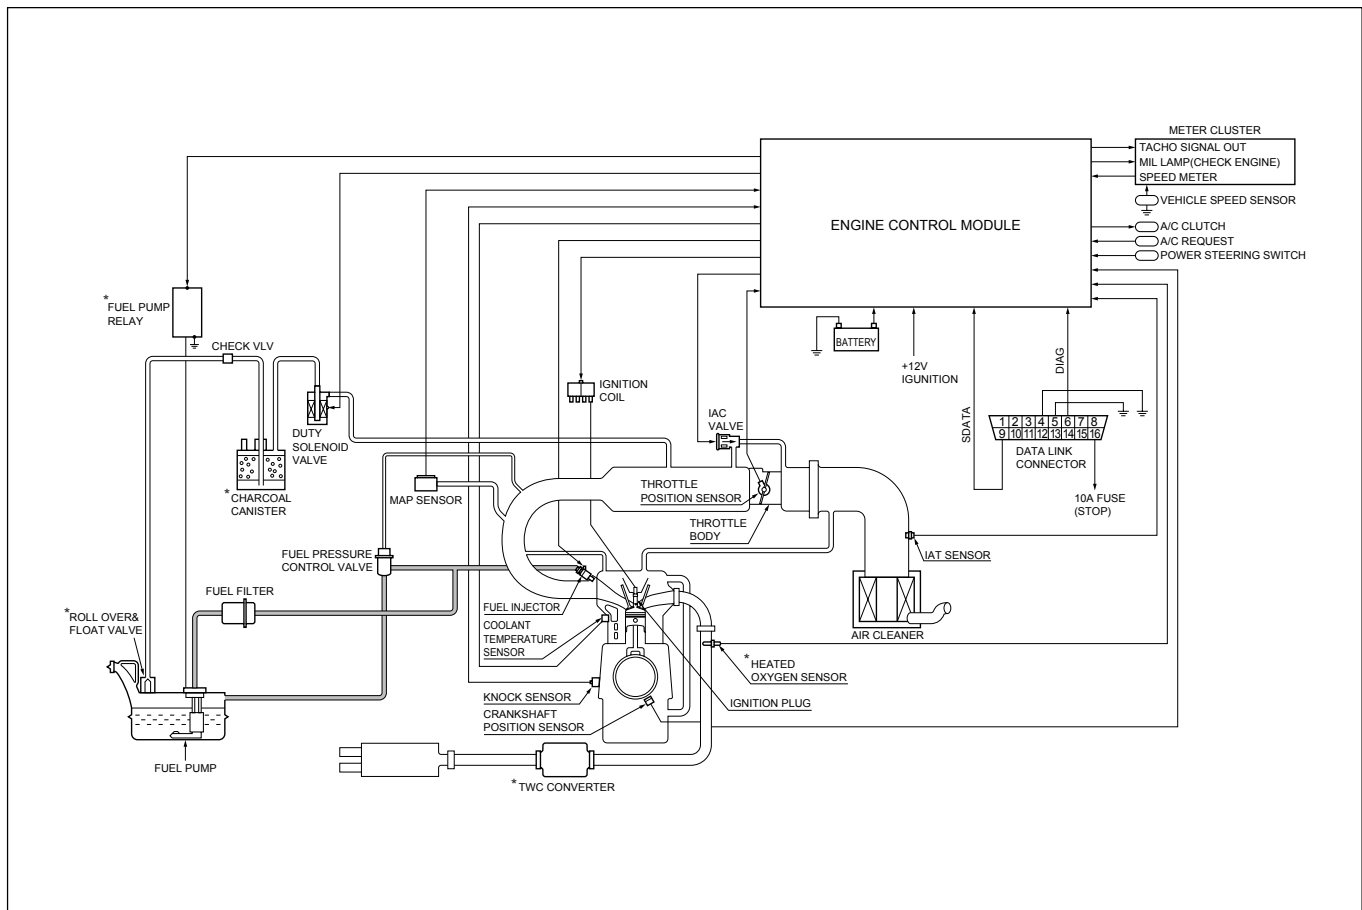 METER CLUSTER
TACHO SIGNAL OUT
MIL LAMP(CHECK ENGINE)
SPEED METER
VEHICLE SPEED SENSOR
ENGINE CONTROL MODULE
A/C CLUTCH
A/C REQUEST
POWER STEERING SWITCH
*FUEL PUMP
RELAY
BATTERY
+12V
IGUNITION
SDATA
DIAG
CHECK VLV
IGNITION
COIL
DUTY
SOLENOID
VALVE
IAC
VALVE
1 2 3 4 5 6 7 8
9 10 11 12 13 14 15 16
DATA LINK
CONNECTOR
10A FUSE
(STOP)
*CHARCOAL
CANISTER
MAP SENSOR
THROTTLE
POSITION SENSOR
THROTTLE
BODY
IAT SENSOR
FUEL PRESSURE
CONTROL VALVE
FUEL FILTER
*ROLL OVER&
FLOAT VALVE
FUEL INJECTOR
COOLANT
TEMPERATURE
SENSOR
AIR CLEANER
*HEATED
OXYGEN SENSOR
KNOCK SENSOR
IGNITION PLUG
CRANKSHAFT
POSITION SENSOR
FUEL PUMP
*TWC CONVERTER